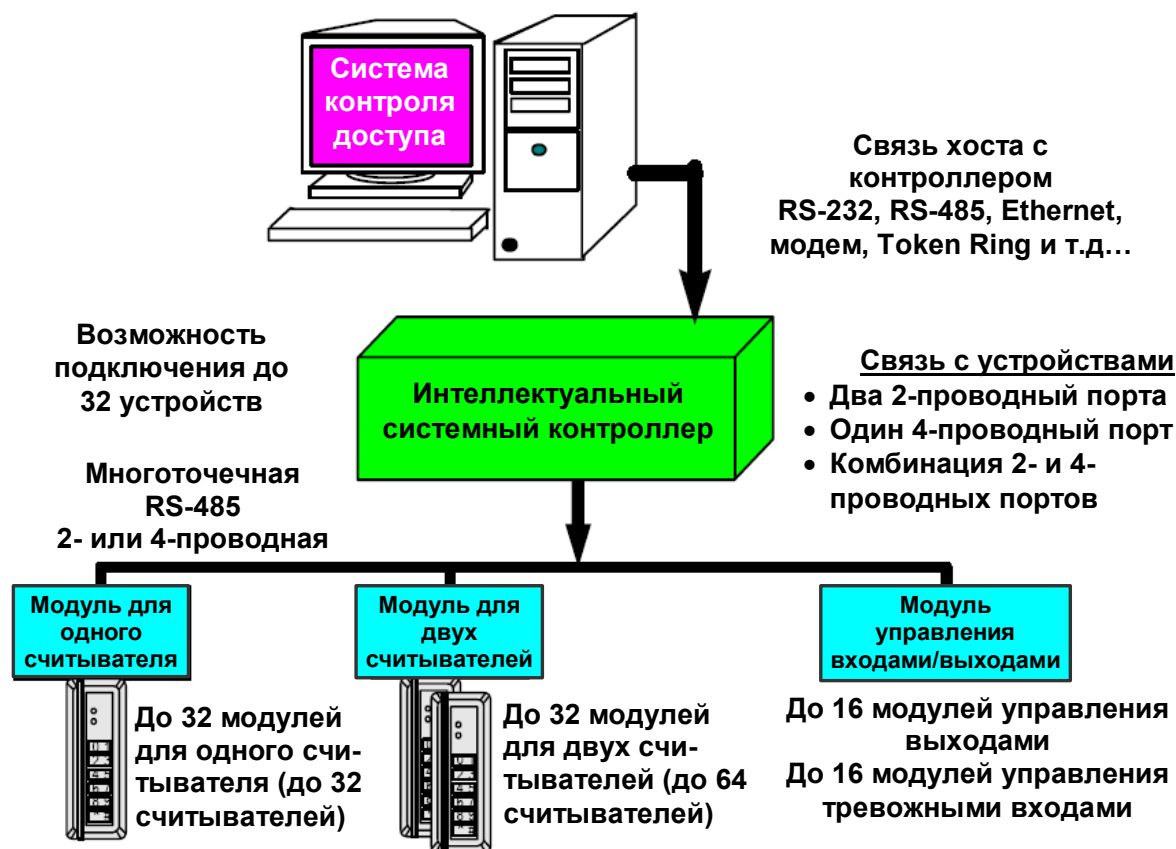 Система
контроля
доступа
Связь хоста с
контроллером
RS-232, RS-485, Ethernet,
модем, Token Ring и т.д...
Возможность
подключения до
32 устройств
Интеллектуальный
системный контроллер
Связь с устройствами
• Два 2-проводный порта
• Один 4-проводный порт
• Комбинация 2- и 4-
проводных портов
Многоточечная
RS-485
2- или 4-проводная
Модуль для
одного
считывателя
Модуль для
двух
считывателей
Модуль
управления
входами/выходами
До 32 модулей
для одного счи-
тывателя (до 32
считывателей)
До 32 модулей
для двух счи-
тывателей (до 64
считывателей)
До 16 модулей управления
выходами
До 16 модулей управления
тревожными входами